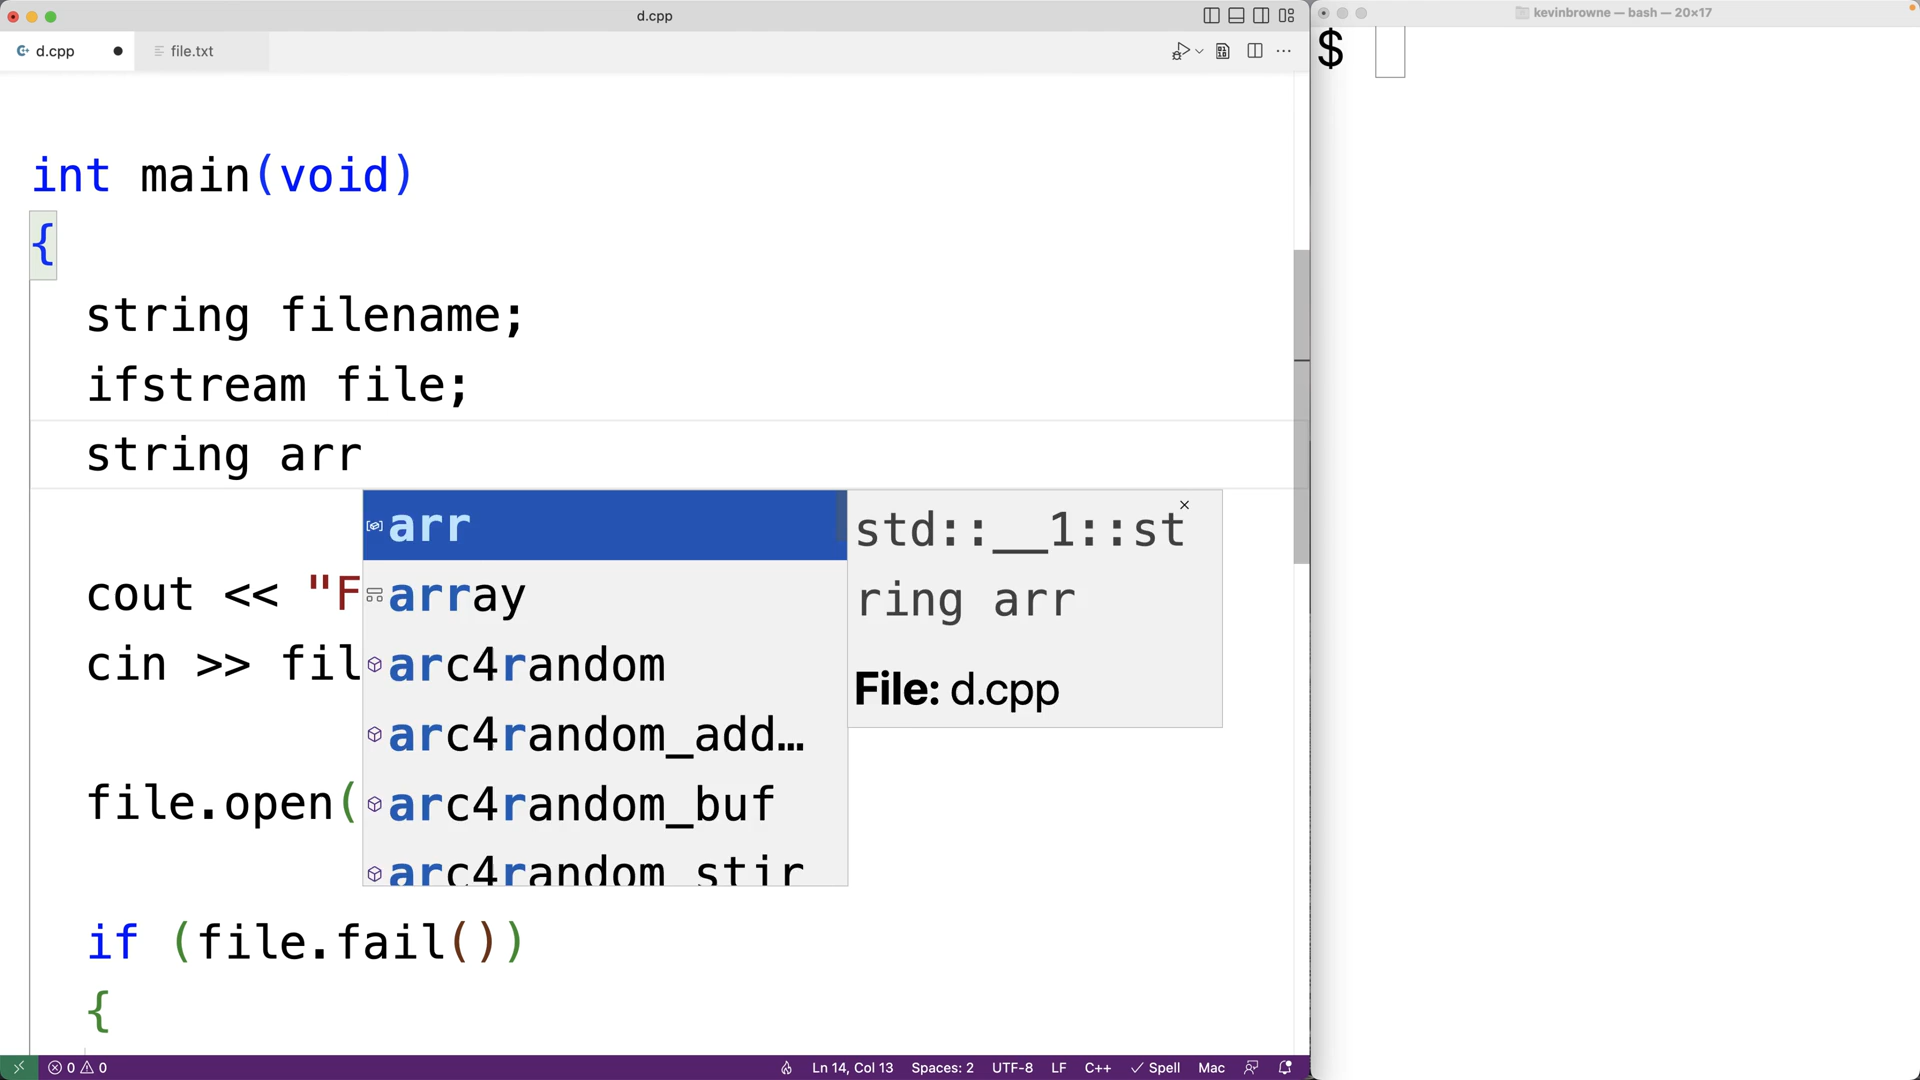 d.cpp
kevinbrowne — bash — 20×17
d.cpp
file.txt
$
int main(void)
{
string filename;
ifstream file;
string arr
arr
array
arc4random
arc4random_add...
arc4random_buf
arc4random_stir
std::__1::st
ring arr
File: d.cpp
cout << "F
cin >> fil
file.open(
if (file.fail())
{
0 0
Ln 14, Col 13
Spaces: 2
UTF-8
LF
C++
Spell
Mac